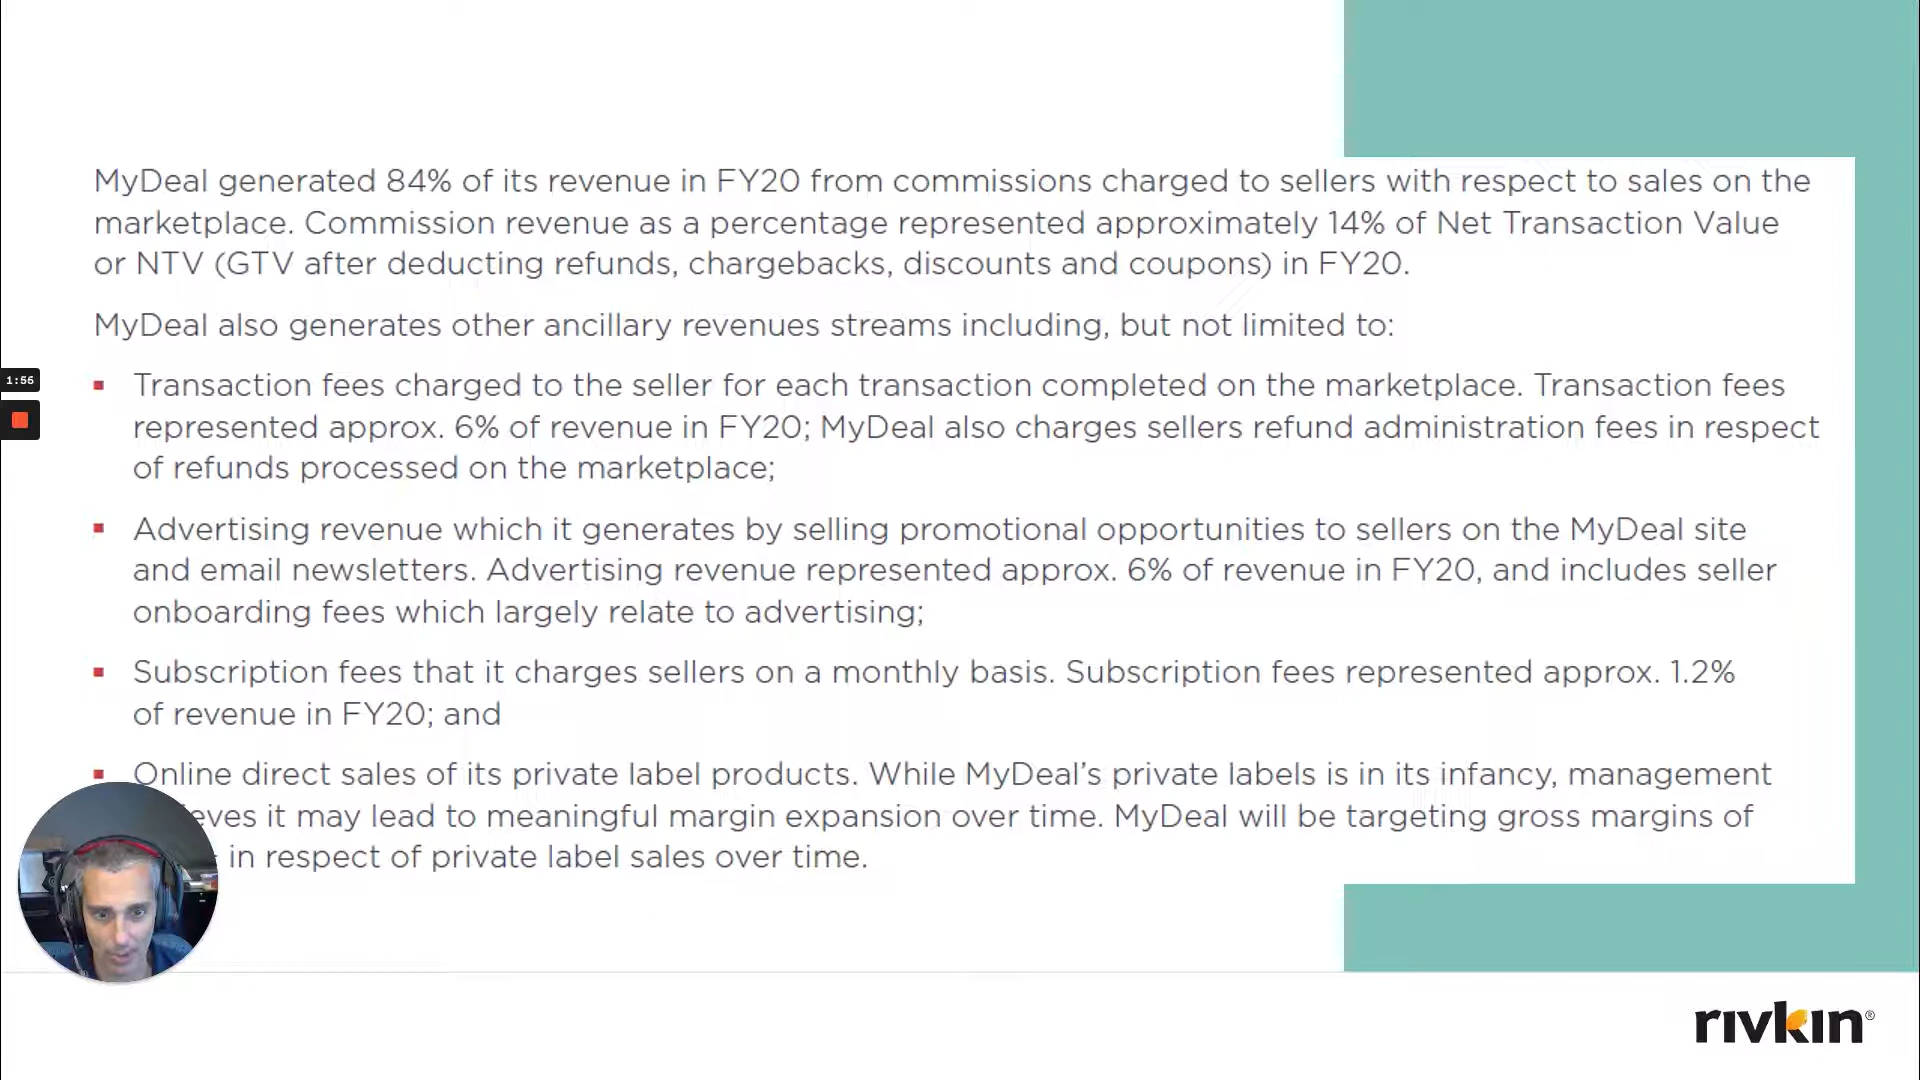 MyDeal generated 84% of its revenue in FY20 from commissions charged to sellers with respect to sales on the
marketplace. Commission revenue as a percentage represented approximately 14% of Net Transaction Value
or NTV (GTV after deducting refunds, chargebacks, discounts and coupons) in FY20.
MyDeal also generates other ancillary revenues streams including, but not limited to:
1:56
▪ Transaction fees charged to the seller for each transaction completed on the marketplace. Transaction fees
represented approx. 6% of revenue in FY20; MyDeal also charges sellers refund administration fees in respect
of refunds processed on the marketplace;
▪ Advertising revenue which it generates by selling promotional opportunities to sellers on the MyDeal site
and email newsletters. Advertising revenue represented approx. 6% of revenue in FY20, and includes seller
onboarding fees which largely relate to advertising;
▪ Subscription fees that it charges sellers on a monthly basis. Subscription fees represented approx. 1.2%
of revenue in FY20; and
▪ Online direct sales of its private label products. While MyDeal's private labels is in its infancy, management
it may lead to meaningful margin expansion over time. MyDeal will be targeting gross margins of
in respect of private label sales over time.
rivkin®